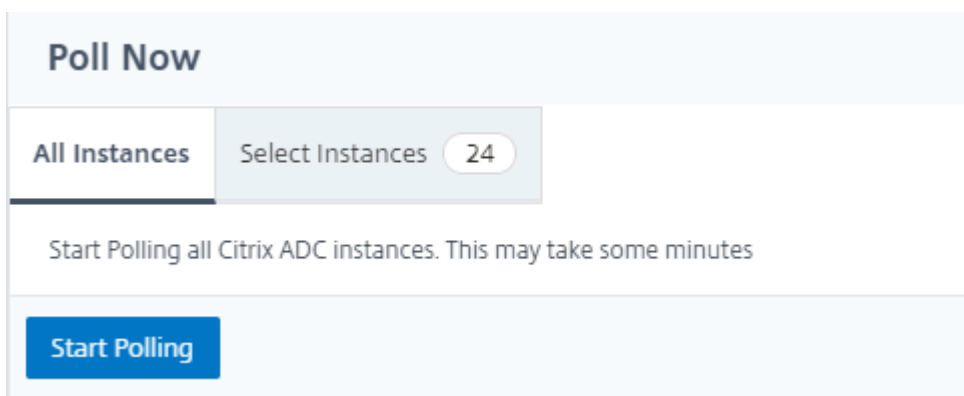 Poll Now
All Instances
Select Instances 24
Start Polling all Citrix ADC instances. This may take some minutes
Start Polling